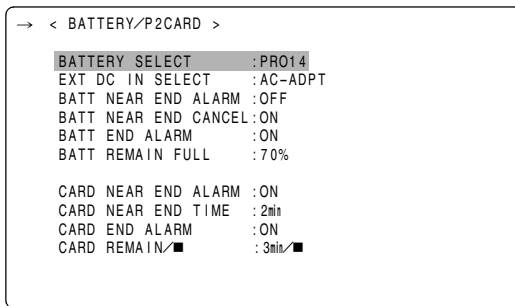 → < BATTERY/P2CARD >
BATTERY SELECT :PRO14
EXT DC IN SELECT :AC-ADPT
BATT NEAR END ALARM :OFF
BATT NEAR END CANCEL:ON
BATT END ALARM :ON
BATT REMAIN FULL :70%
CARD NEAR END ALARM :ON
CARD NEAR END TIME :2min
CARD END ALARM :ON
CARD REMAIN/■ :3min/■